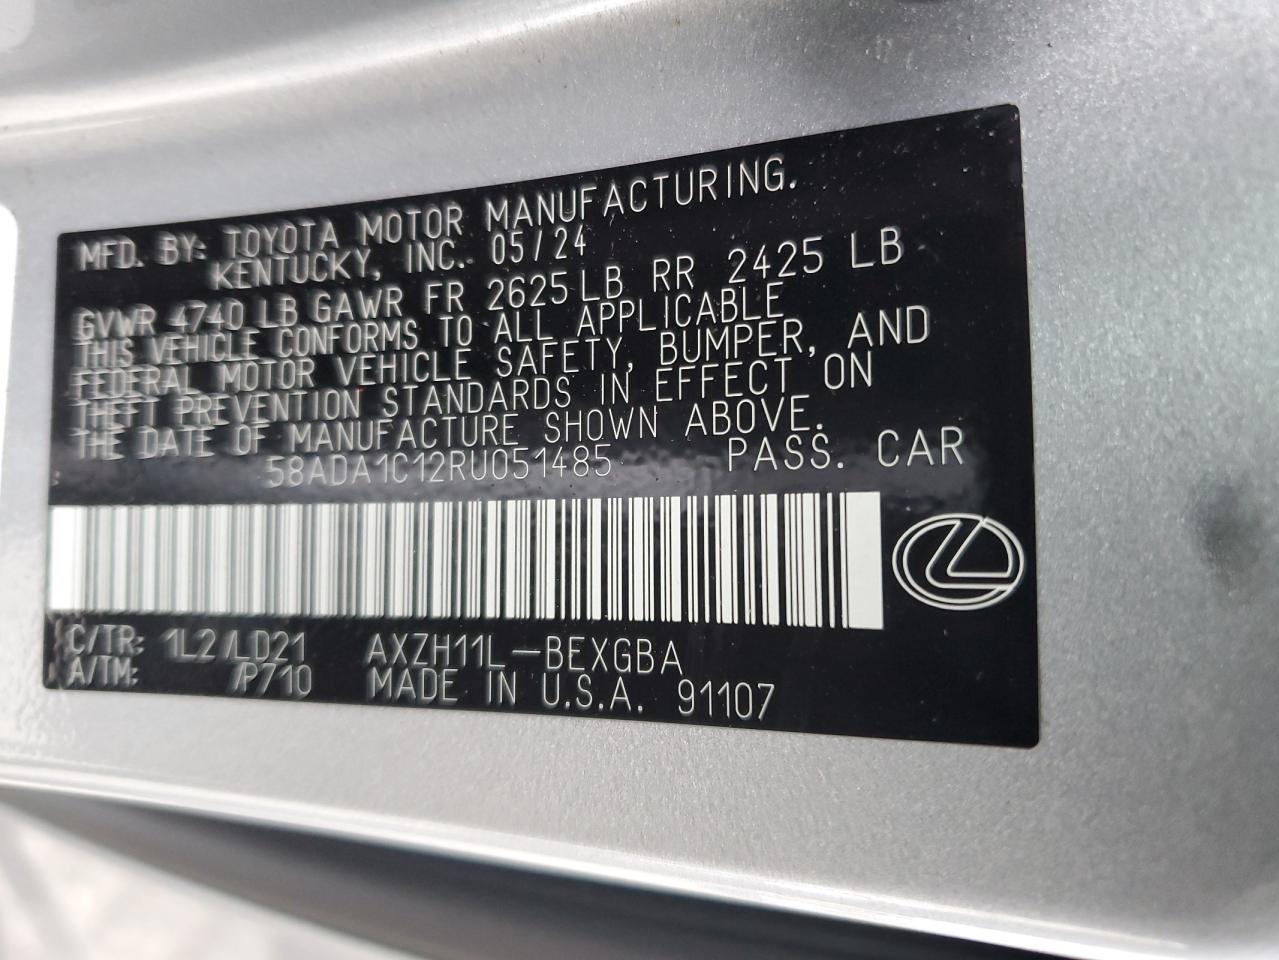 MFD. BY: TOYOTA MOTOR MANUFACTURING.
KENTUCKY, INC. 05/24
GVWR 4740 LB GAWR FR 2625 LB RR 2425 LB
THIS VEHICLE CONFORMS TO ALL APPLICABLE
FEDERAL MOTOR VEHICLE SAFETY, BUMPER, AND
THEFT PREVENTION STANDARDS IN EFFECT ON
*THE DATE OF MANUFACTURE SHOWN ABOVE.
58ADA1C12RU051485 PASS. CAR
C/TR: 1L2/LD21 AXZH11L-BEXGBA
A/TM: /P710 MADE IN U.S.A. 91107